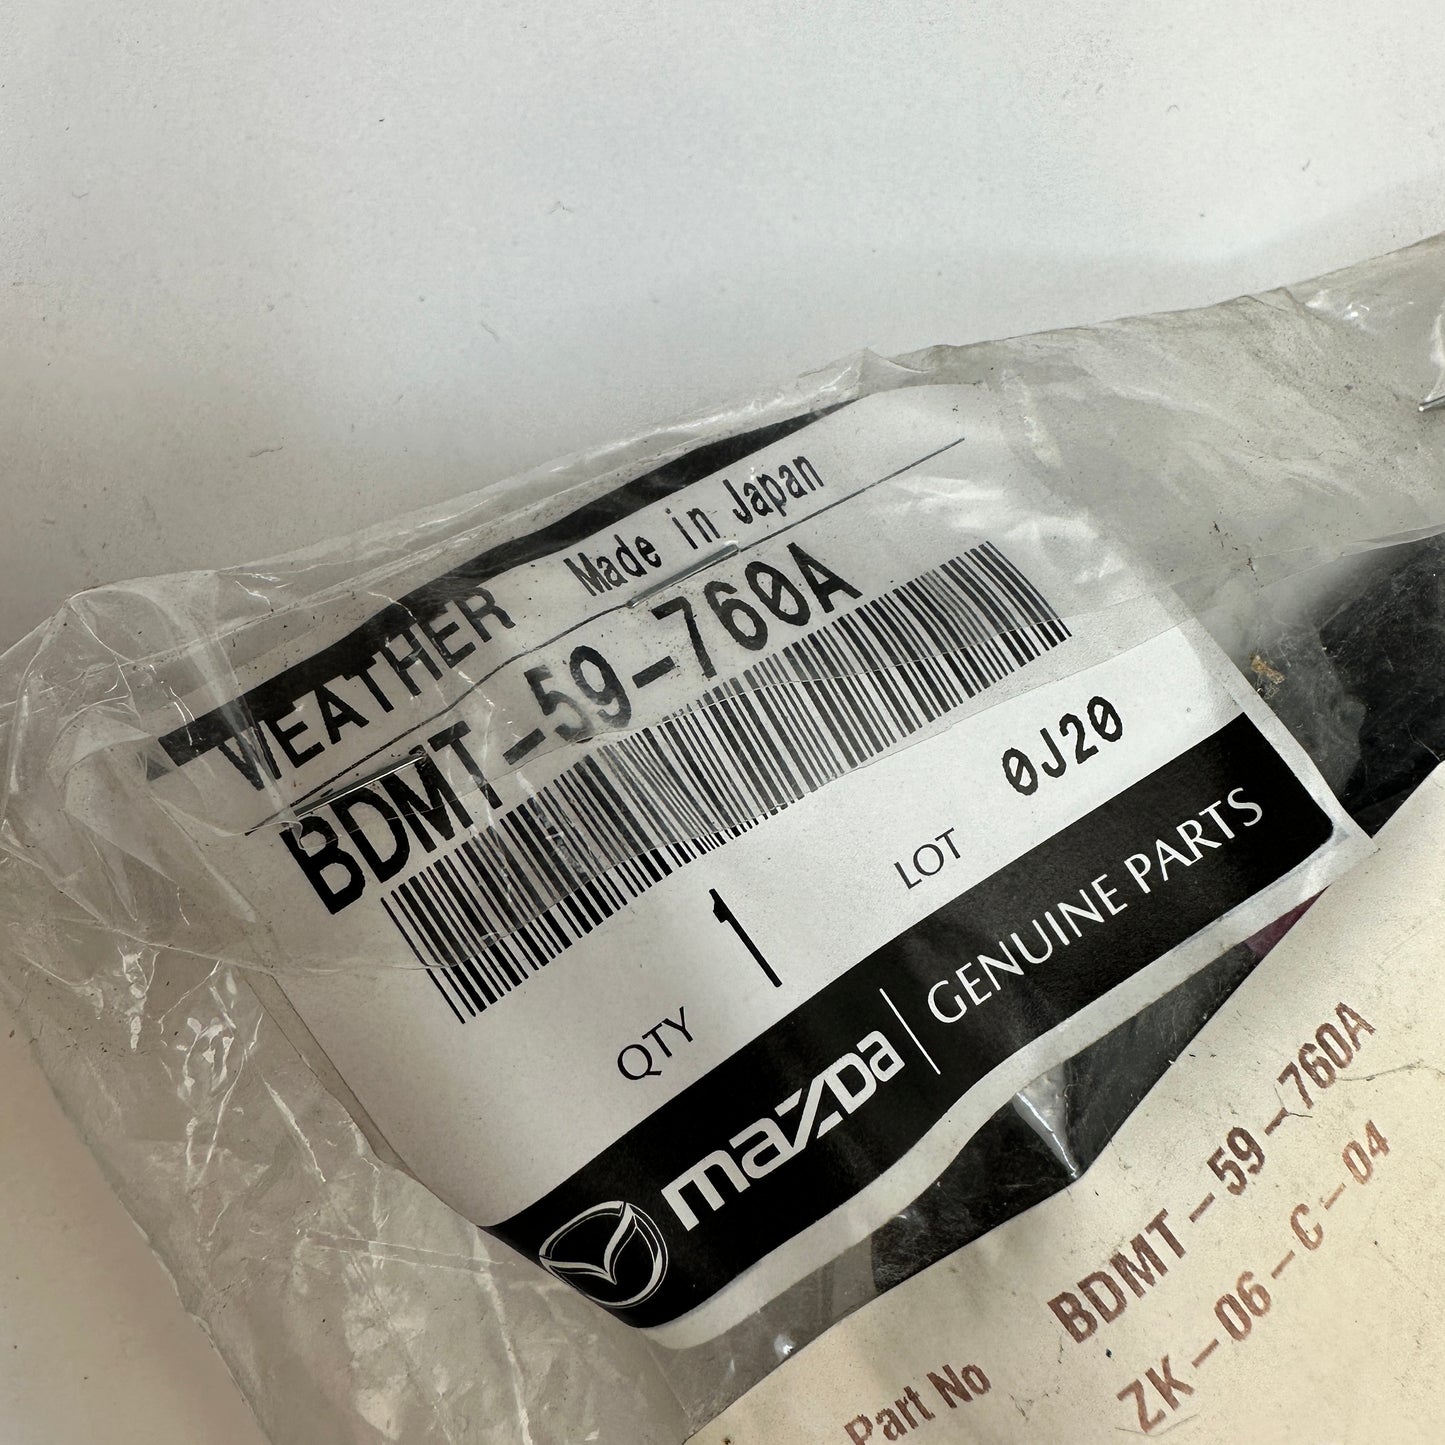 WEATHER Made in Japan
BDMT-59-760A
QTY 1 LOT 0J20
mazda | GENUINE PARTS
Part No BDMT-59-760A
ZK-06-C-04